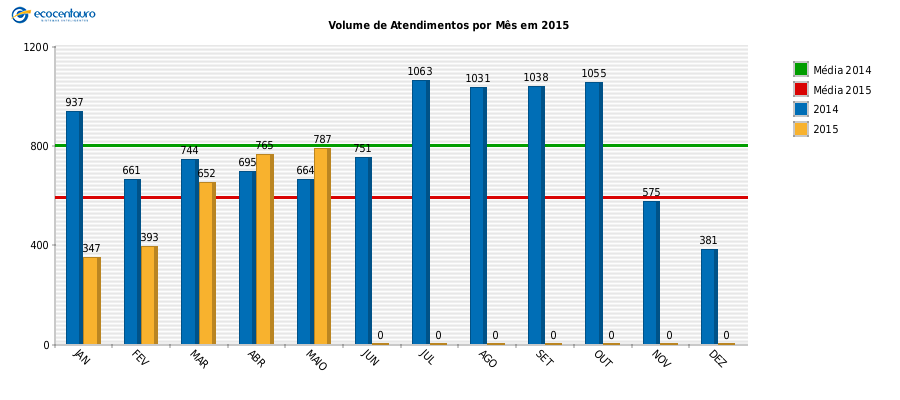 ecocentauro
Volume de Atendimentos por Mês em 2015
1200
800
400
0
937
347
661
393
744
652
695
765
664
787
751
0
1063
0
1031
0
1038
0
1055
0
575
0
381
0
JAN
FEV
MAR
ABR
MAIO
JUN
JUL
AGO
SET
OUT
NOV
DEZ
Média 2014
Média 2015
2014
2015